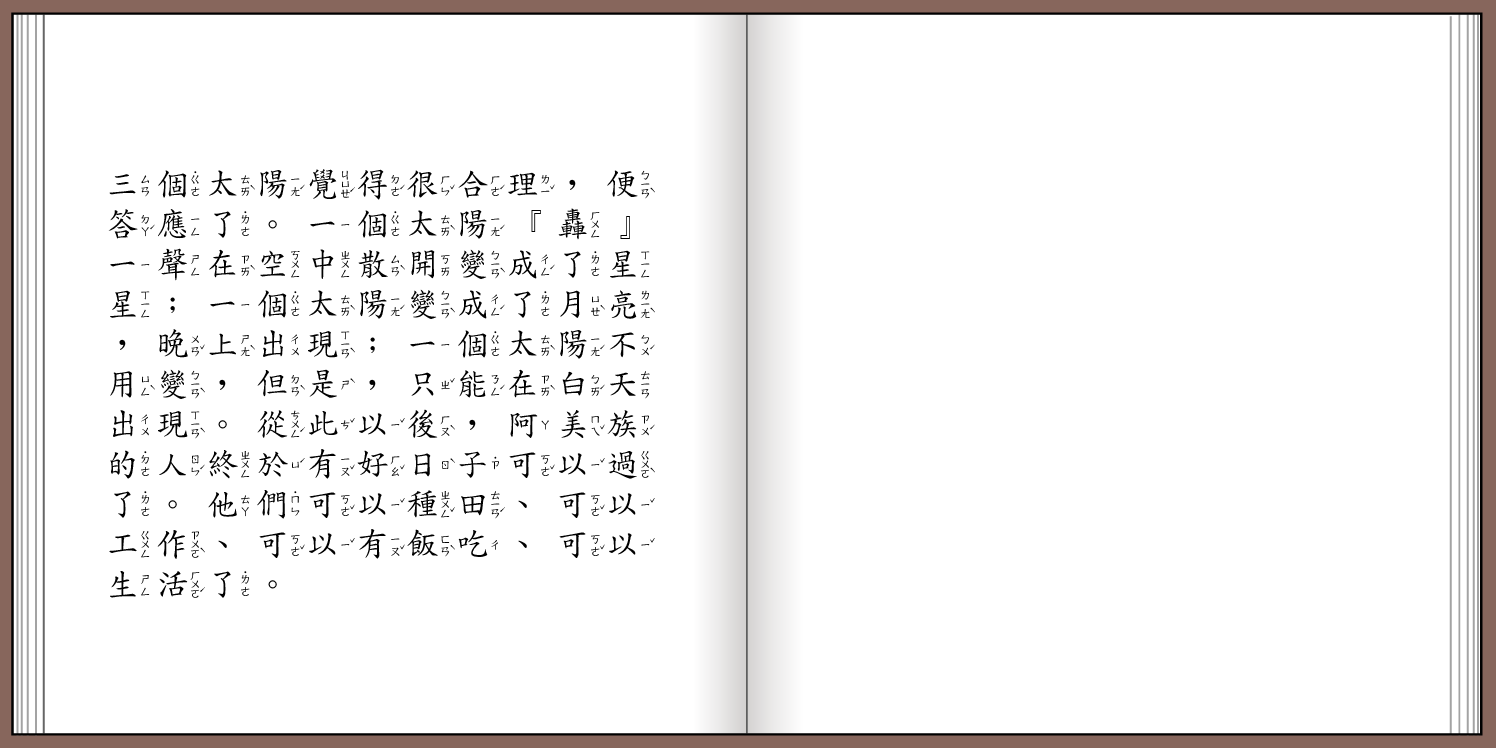 三個太陽覺得很合理，便
答應了。一個太陽『轟』
一聲在空中散開變成了星
星；一個太陽變成了月亮
，晚上出現；一個太陽不
用變，但是，只能在白天
出現。從此以後，阿美族
的人終於有好日子可以過
了。他們可以種田、可以
工作、可以有飯吃、可以
生活了。